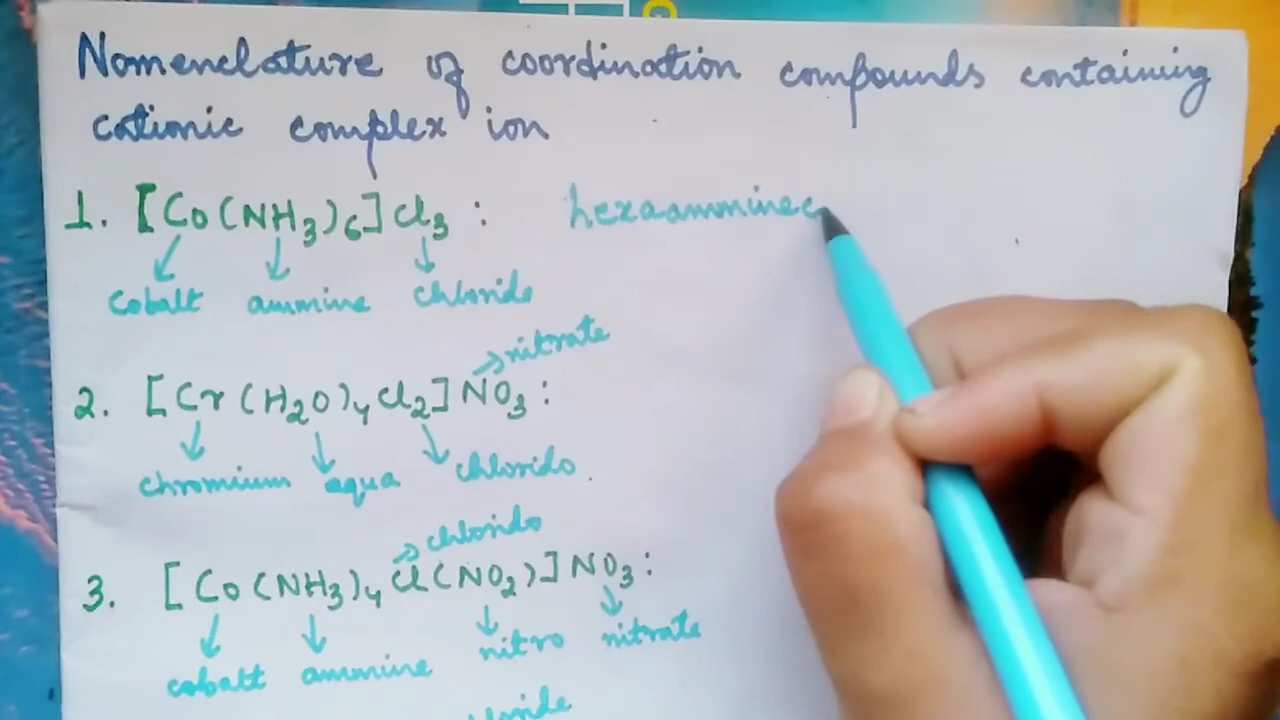 Nomenclature of coordination compounds containing
cationic complex ion
1. [Co(NH3)6]Cl3 : hexaamminec
cobalt ammine chloride
nitrate
2. [Cr(H2O)4Cl2]NO3 :
chromium aqua chlorido
chlorido
3. [Co(NH3)4Cl(NO2)]NO3 :
cobalt ammine nitro nitrate